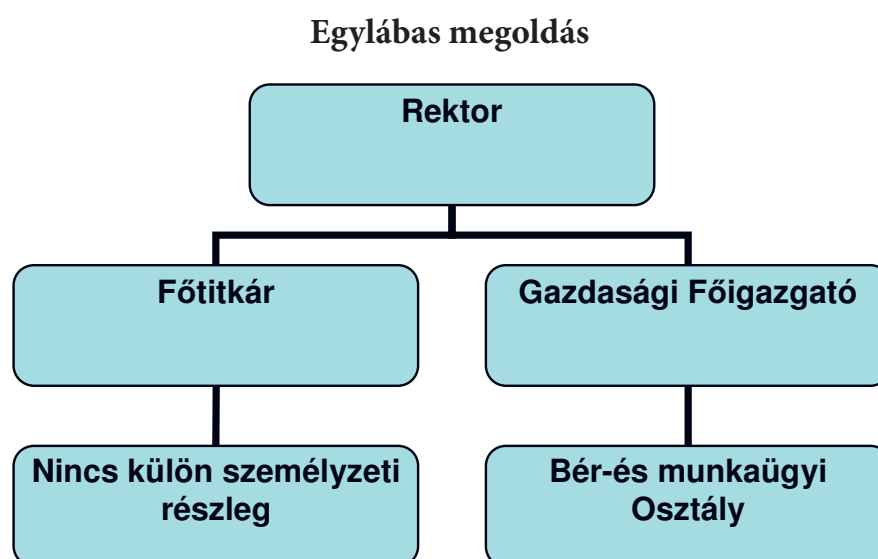 Egylábas megoldás
Rektor
Főtitkár
Gazdasági Főigazgató
Nincs külön személyzeti
részleg
Bér-és munkaügyi
Osztály